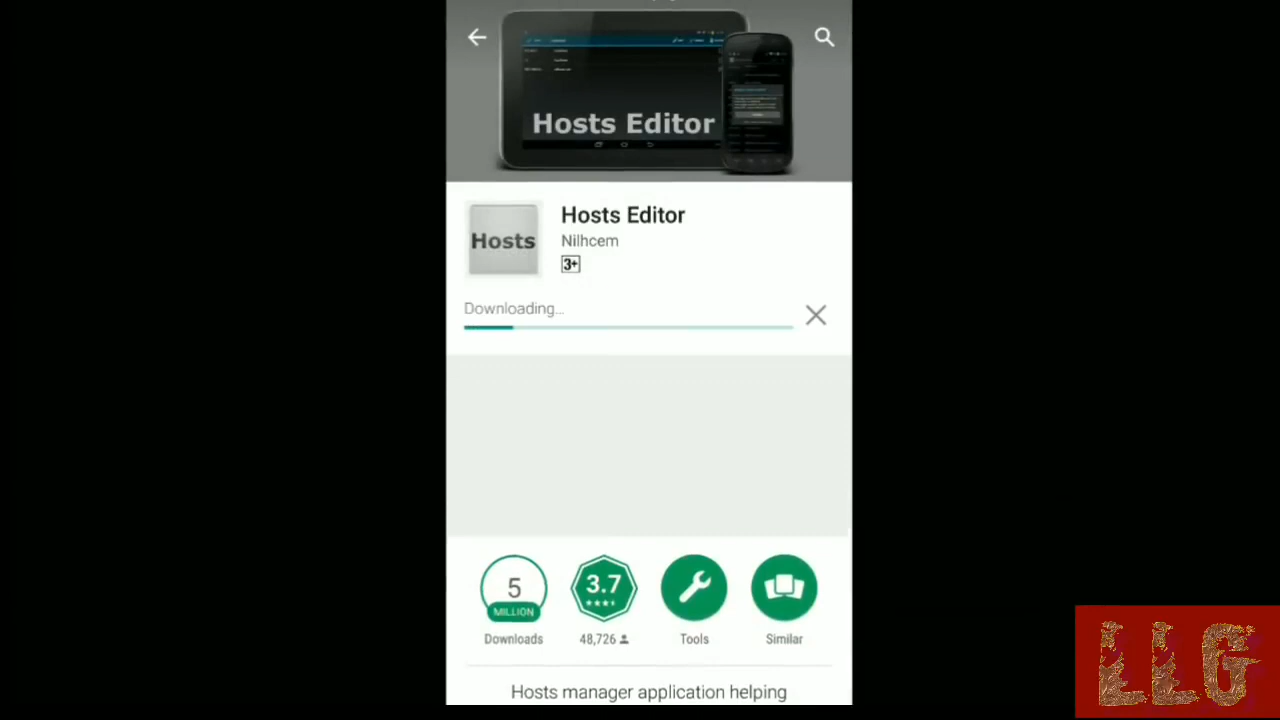 Hosts Editor
Hosts
Hosts Editor
Nilhcem
3+
Downloading...
5
MILLION
Downloads
3.7
48,726
Tools
Similar
Hosts manager application helping
LLG